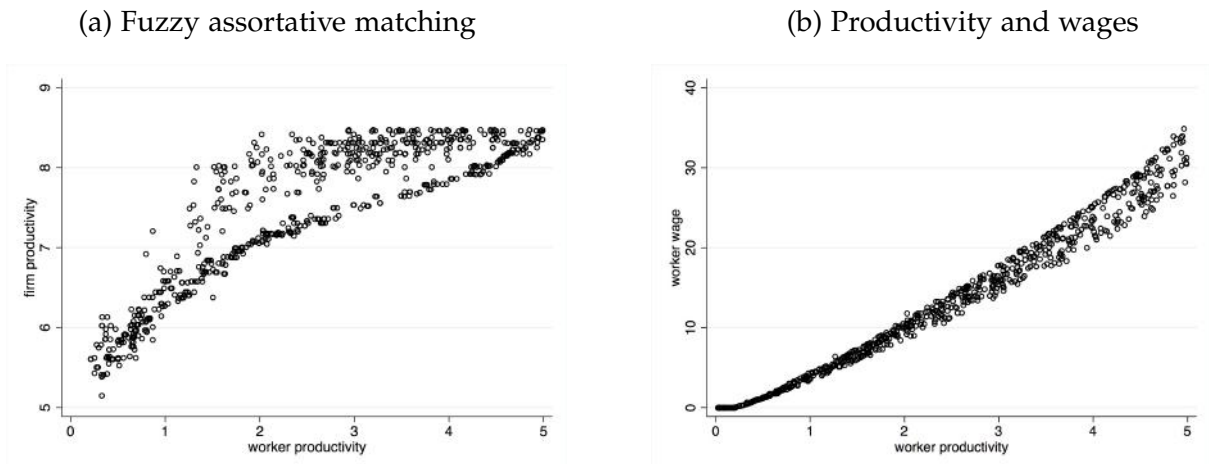 (a) Fuzzy assortative matching
firm productivity
9
8
7
6
5
0 1 2 3 4 5
worker productivity
(b) Productivity and wages
worker wage
40
30
20
10
0
0 1 2 3 4 5
worker productivity